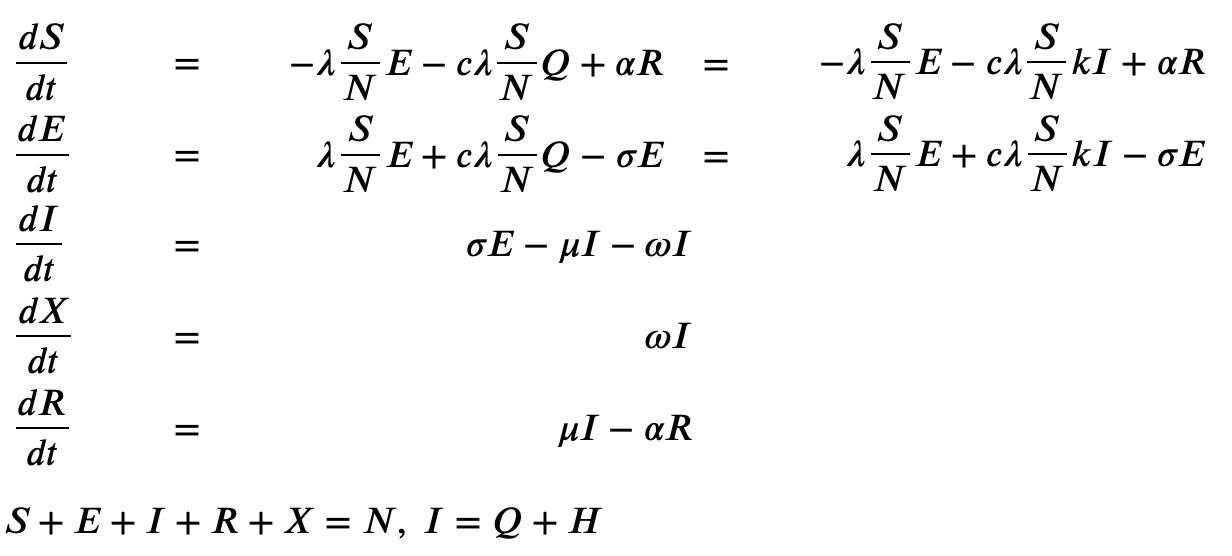 dS/dt = −λ S/N E − cλ S/N Q + αR = −λ S/N E − cλ S/N kI + αR
dE/dt = λ S/N E + cλ S/N Q − σE = λ S/N E + cλ S/N kI − σE
dI/dt = σE − μI − ωI
dX/dt = ωI
dR/dt = μI − αR
S + E + I + R + X = N, I = Q + H